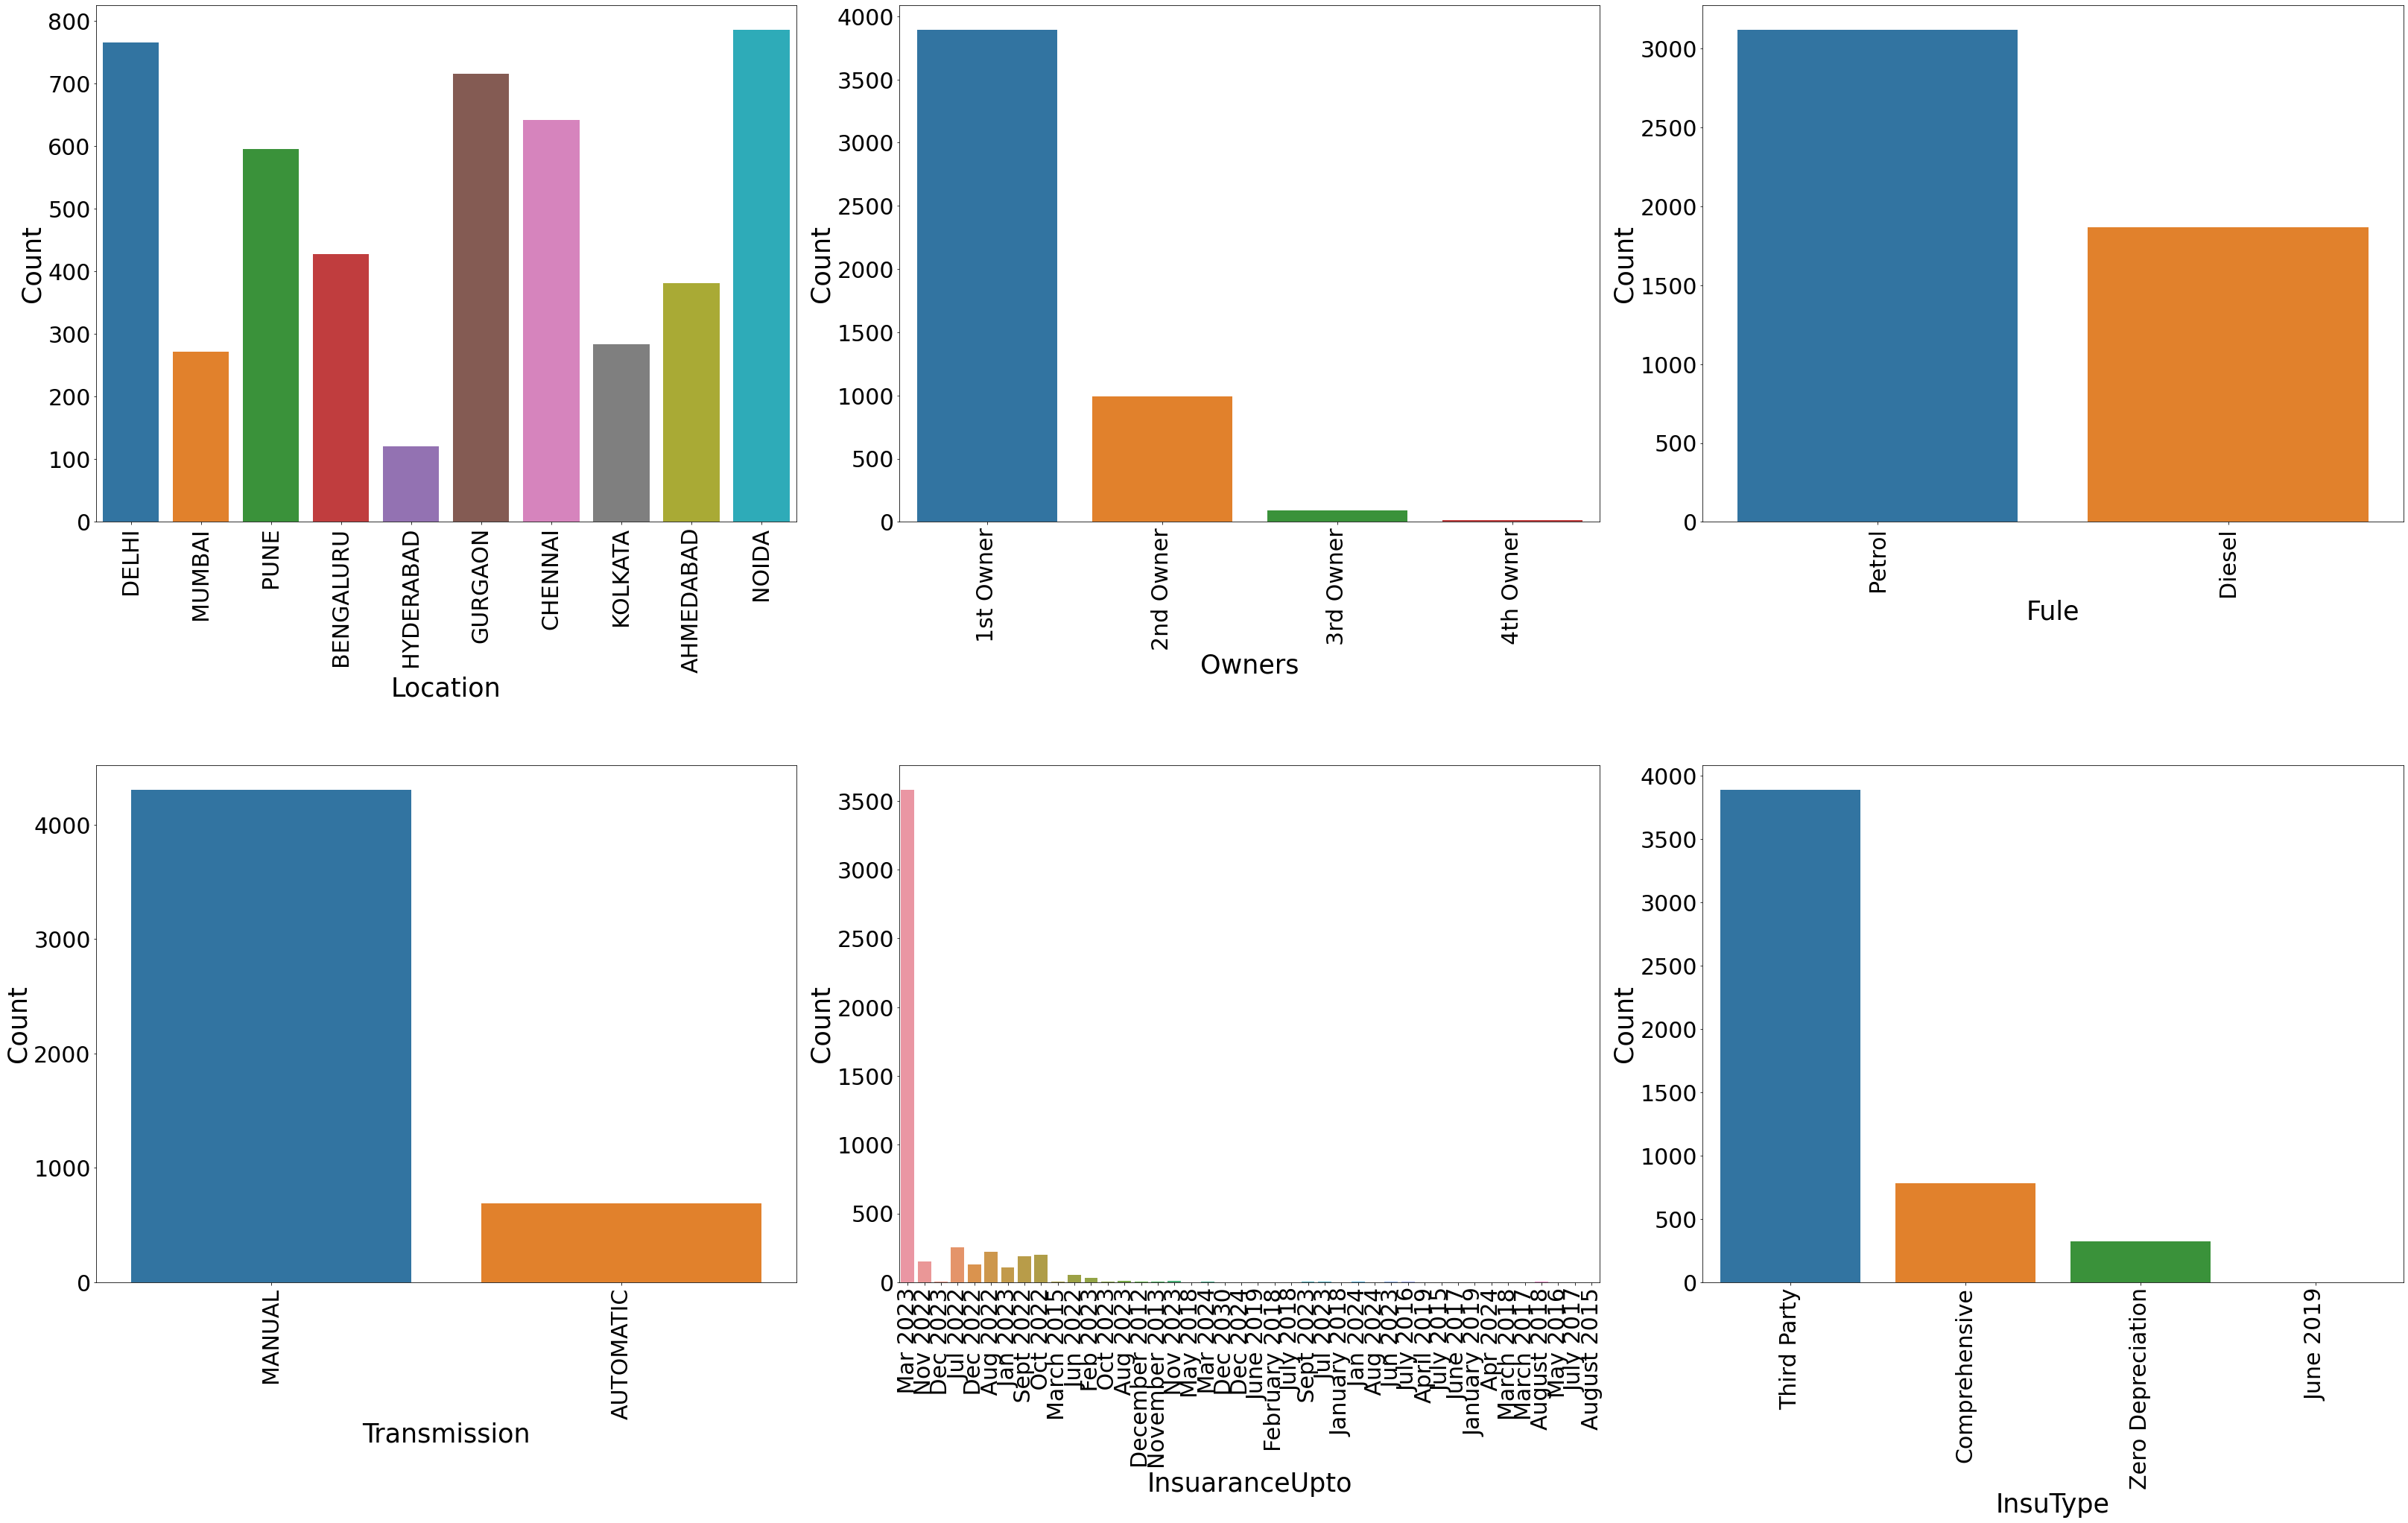 800
700
600
500
400
300
200
100
0
Count
DELHI
MUMBAI
PUNE
BENGALURU
HYDERABAD
GURGAON
CHENNAI
KOLKATA
AHMEDABAD
NOIDA
Location
4000
3500
3000
2500
2000
1500
1000
500
0
Count
1st Owner
2nd Owner
3rd Owner
4th Owner
Owners
3000
2500
2000
1500
1000
500
0
Count
Petrol
Diesel
Fule
4000
3000
2000
1000
0
Count
MANUAL
AUTOMATIC
Transmission
3500
3000
2500
2000
1500
1000
500
0
Count
Mar 2023
Nov 2022
Dec 2023
Jul 2022
Dec 2022
Aug 2022
Jan 2023
Sept 2022
Oct 2022
March 2015
Jun 2022
Feb 2023
Oct 2023
Aug 2023
December 2012
November 2013
Nov 2023
May 2018
Mar 2024
Dec 2030
Dec 2024
June 2019
February 2018
July 2018
Sept 2023
Jul 2023
January 2018
Jan 2024
Aug 2024
Jun 2023
July 2016
April 2019
July 2015
June 2017
January 2019
Apr 2024
March 2018
March 2017
August 2018
May 2016
July 2017
August 2015
InsuaranceUpto
4000
3500
3000
2500
2000
1500
1000
500
0
Count
Third Party
Comprehensive
Zero Depreciation
June 2019
InsuType